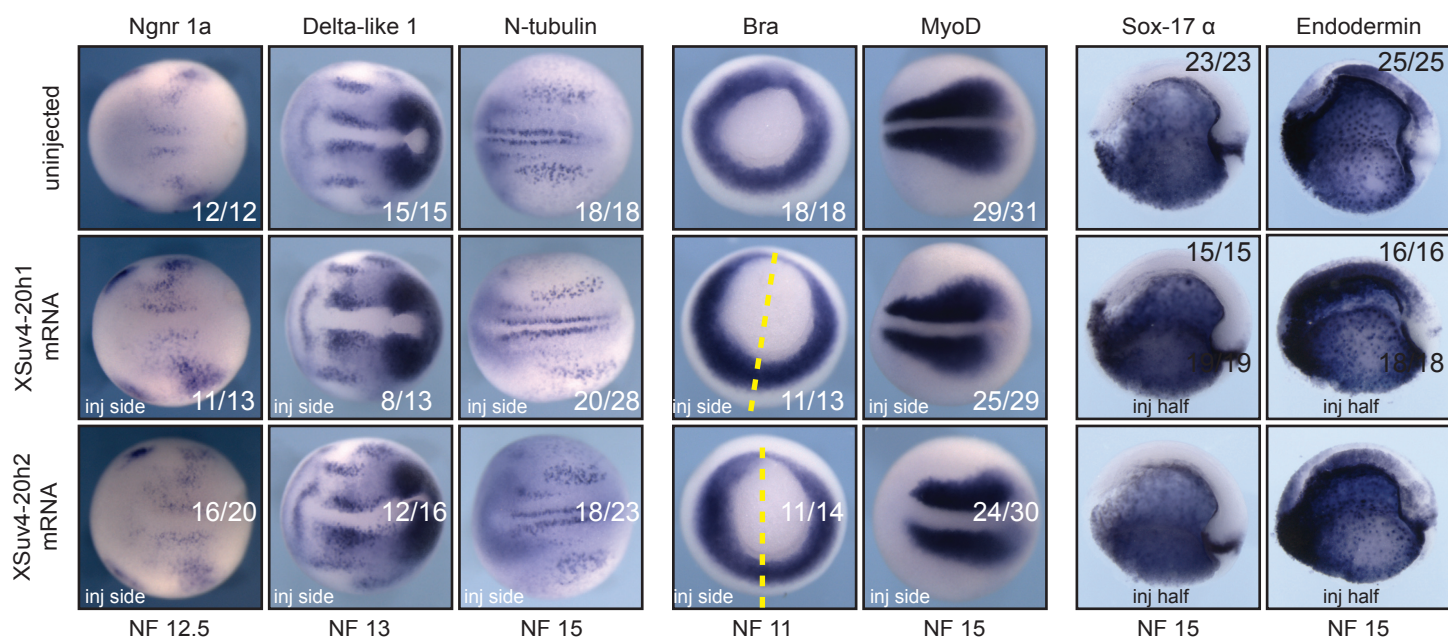 Ngnr 1a Delta-like 1 N-tubulin Bra MyoD Sox-17 α Endodermin
uninjected
12/12 15/15 18/18 18/18 29/31 23/23 25/25
XSuv4-20h1
mRNA
15/15 16/16
19/19 18/18
inj side 11/13 8/13 20/28 inj side 11/13 inj side 25/29 inj half inj half
XSuv4-20h2
mRNA
16/20 12/16 18/23 11/14 24/30
inj side inj side inj side inj side inj side inj half inj half
NF 12.5 NF 13 NF 15 NF 11 NF 15 NF 15 NF 15